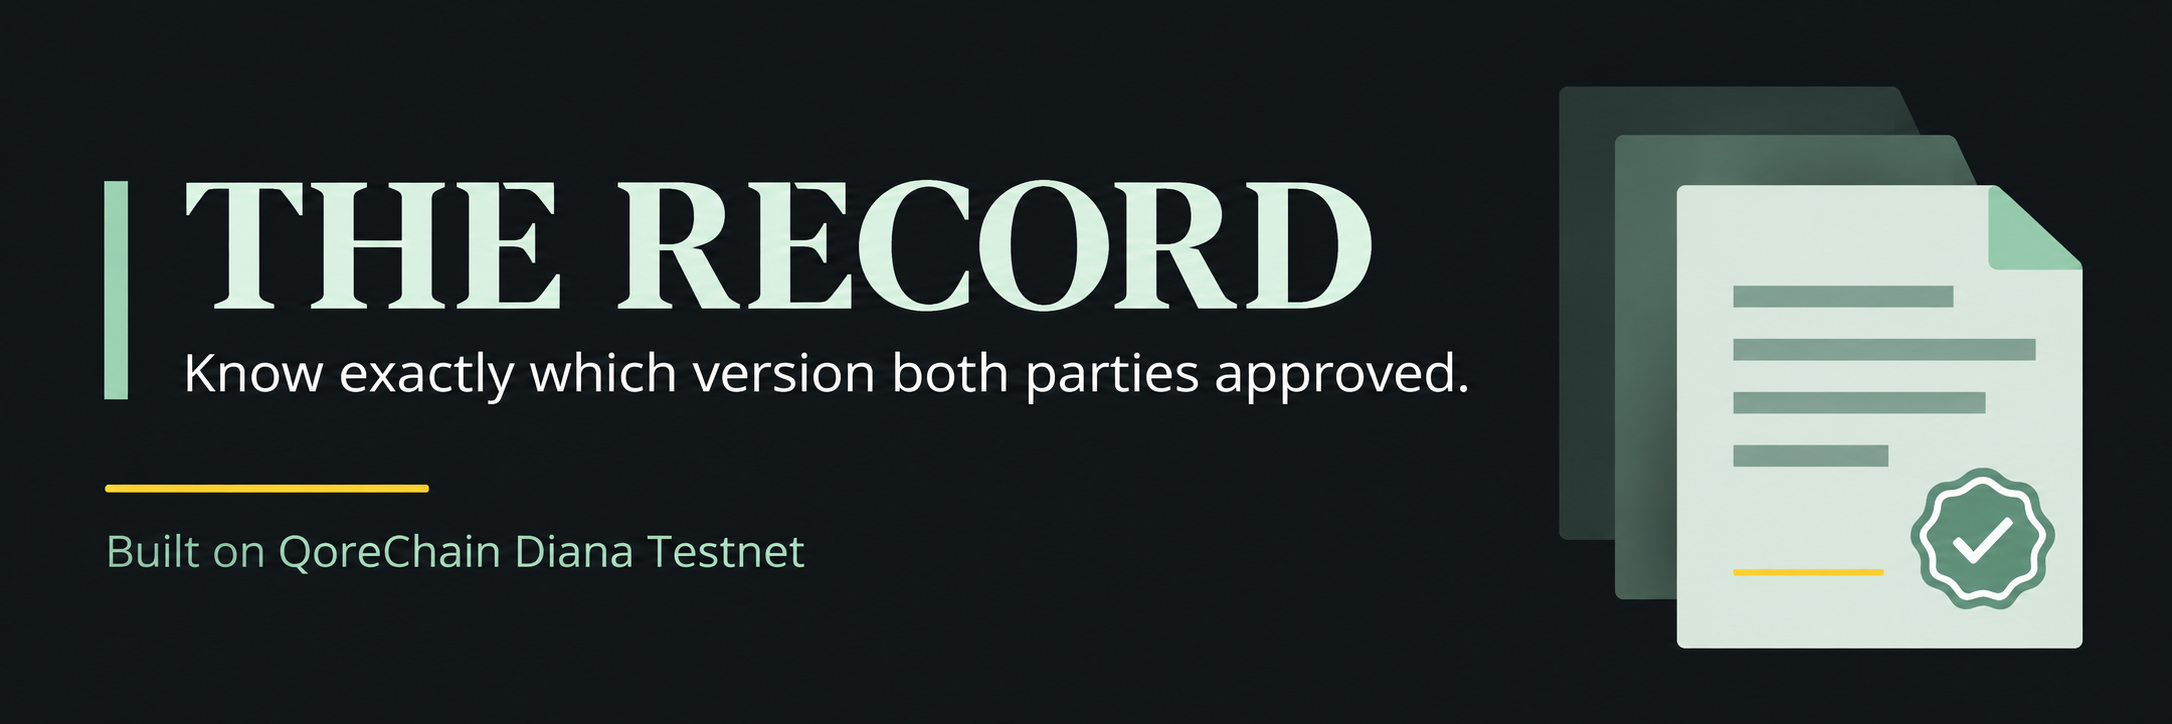 THE RECORD
Know exactly which version both parties approved.
Built on QoreChain Diana Testnet